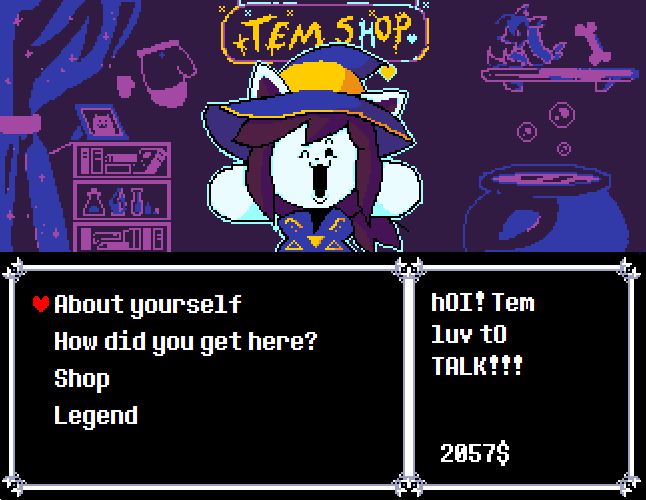 TEM SHOP
About yourself
How did you get here?
Shop
Legend
hOI! Tem
luv tO
TALK!!!
2057$